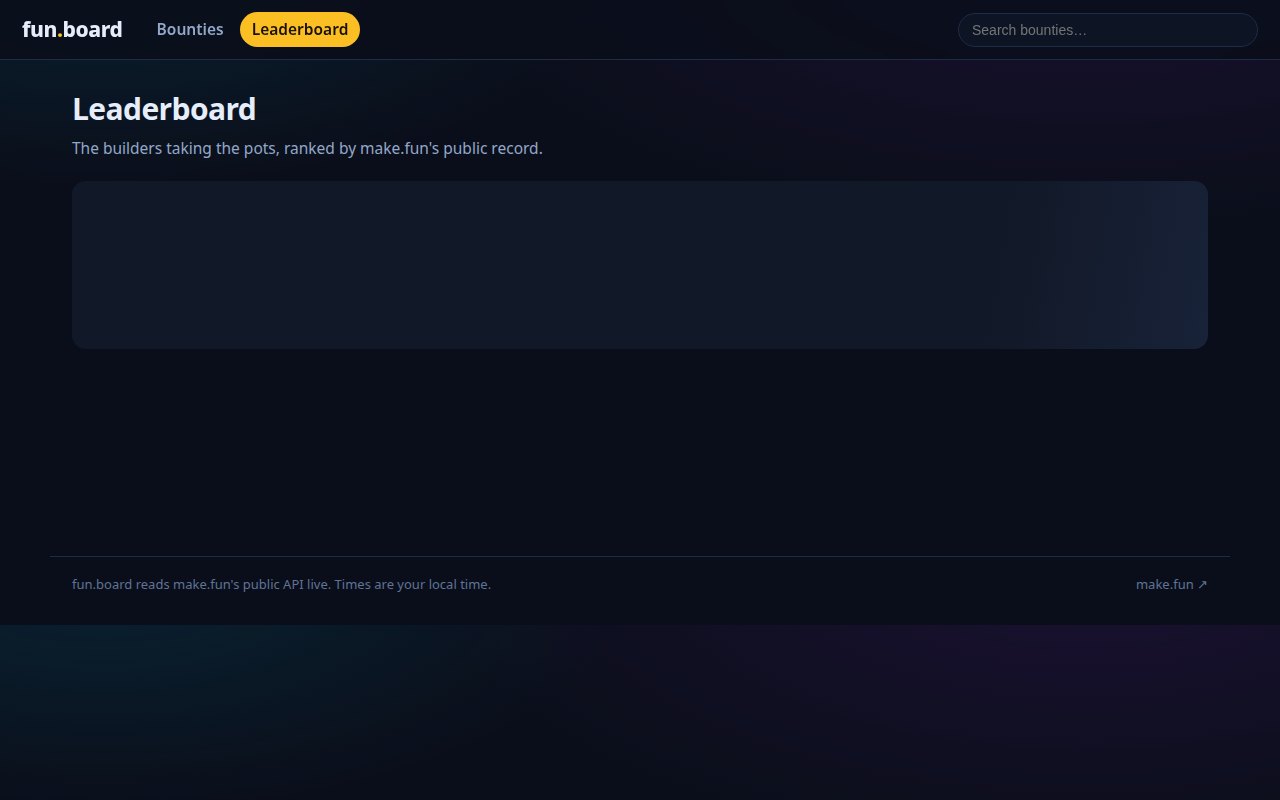 fun.board Bounties Leaderboard Search bounties…
Leaderboard
The builders taking the pots, ranked by make.fun's public record.
fun.board reads make.fun's public API live. Times are your local time. make.fun ↗